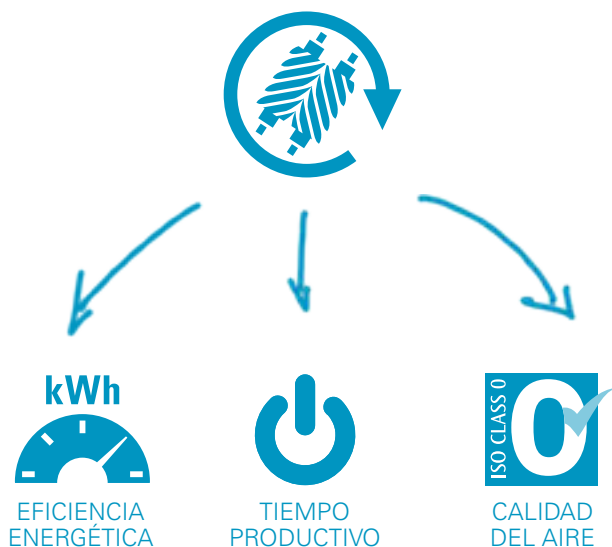 kWh
EFICIENCIA
ENERGÉTICA
TIEMPO
PRODUCTIVO
ISO CLASS 0
0
CALIDAD
DEL AIRE